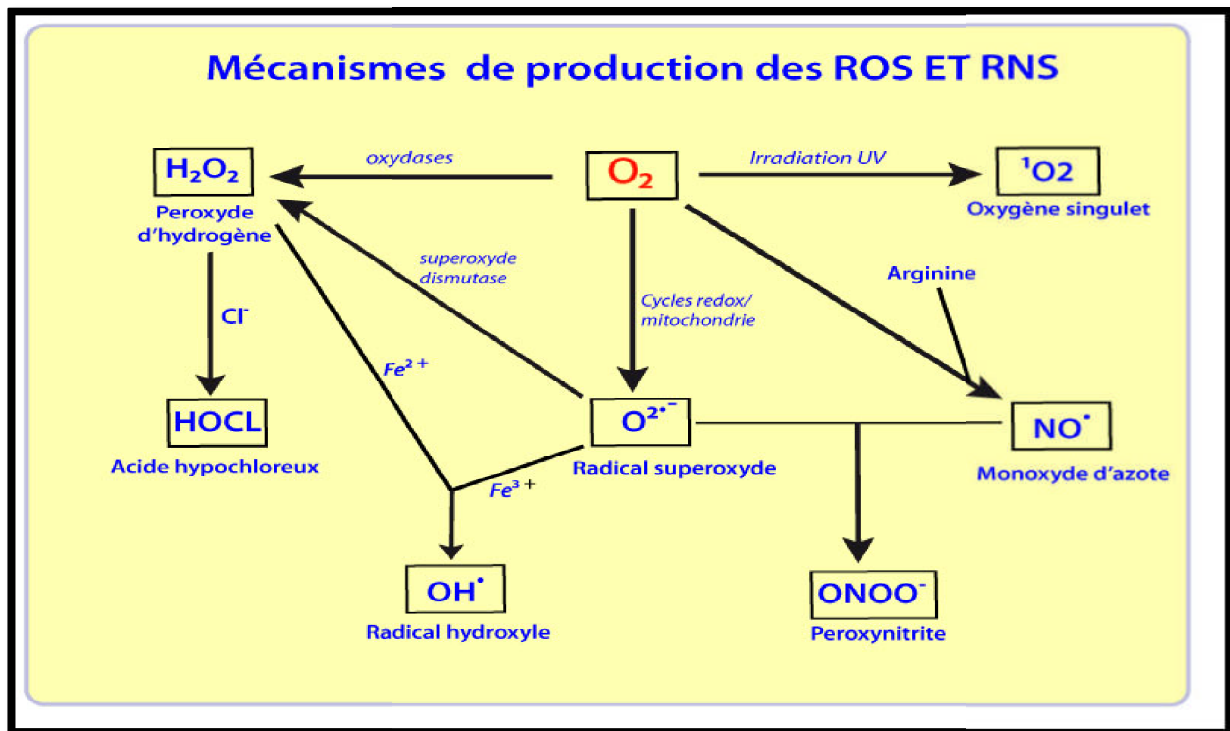 Mécanismes de production des ROS ET RNS
H₂O₂
oxydases
O₂
Irradiation UV
¹O2
Peroxyde
d'hydrogène
Oxygène singulet
superoxyde
dismutase
Arginine
Cycles redox/
mitochondrie
Cl⁻
Fe²⁺
HOCL
O²•⁻
NO•
Acide hypochloreux
Radical superoxyde
Monoxyde d'azote
Fe³⁺
OH•
ONOO⁻
Radical hydroxyle
Peroxynitrite